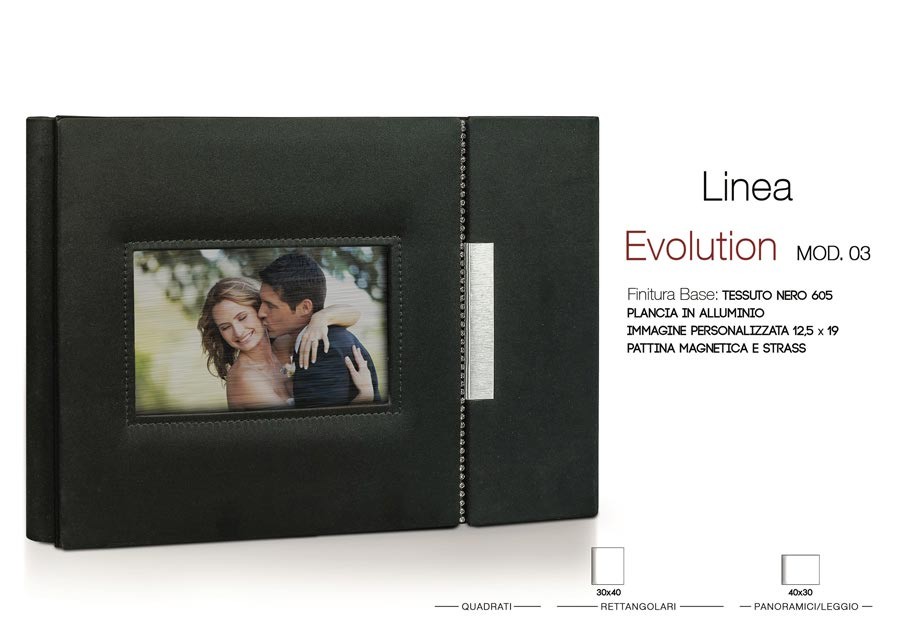 Linea
Evolution MOD. 03
Finitura Base: TESSUTO NERO 605
PLANCIA IN ALLUMINIO
IMMAGINE PERSONALIZZATA 12,5 x 19
PATTINA MAGNETICA E STRASS
30x40
40x30
QUADRATI
RETTANGOLARI
PANORAMICI/LEGGIO